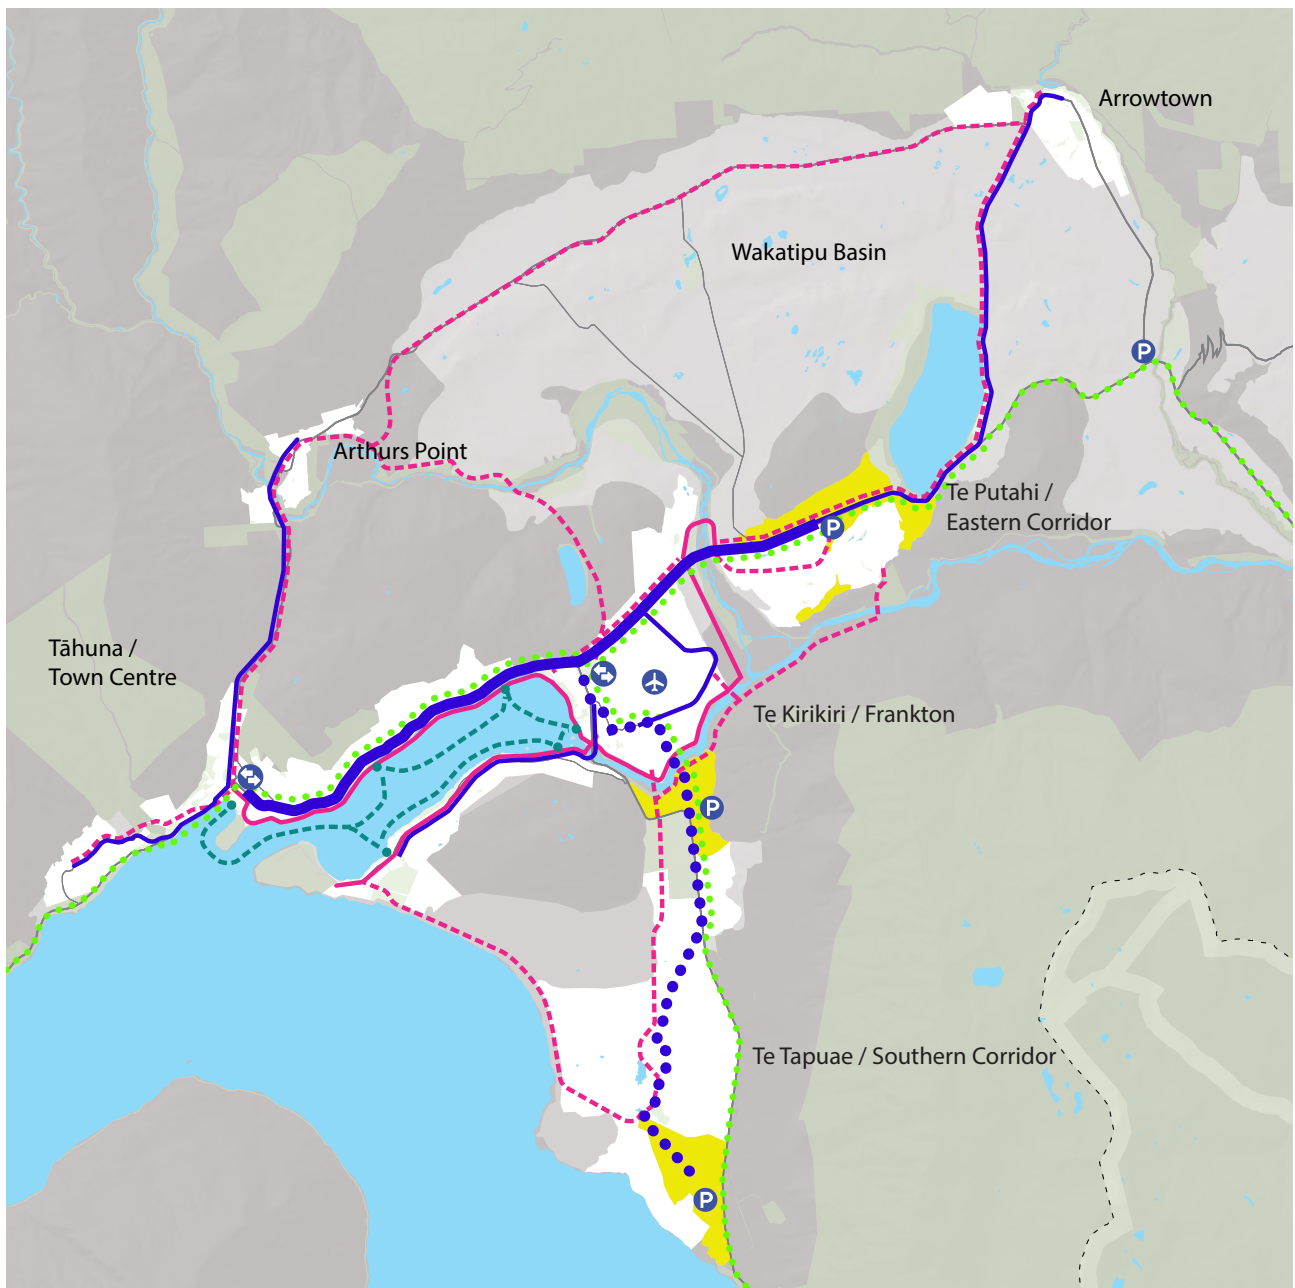 Arrowtown
Wakatipu Basin
P
Arthurs Point
Te Putahi /
Eastern Corridor
P
Tāhuna /
Town Centre
Te Kirikiri / Frankton
P
Te Tapuae / Southern Corridor
P